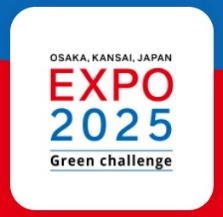 OSAKA, KANSAI, JAPAN
EXPO
2025
Green challenge